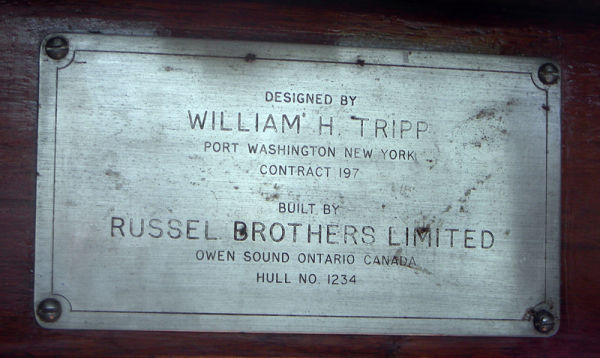 DESIGNED BY
WILLIAM H. TRIPP
PORT WASHINGTON NEW YORK
CONTRACT 197
BUILT BY
RUSSEL BROTHERS LIMITED
OWEN SOUND ONTARIO CANADA
HULL NO. 1234